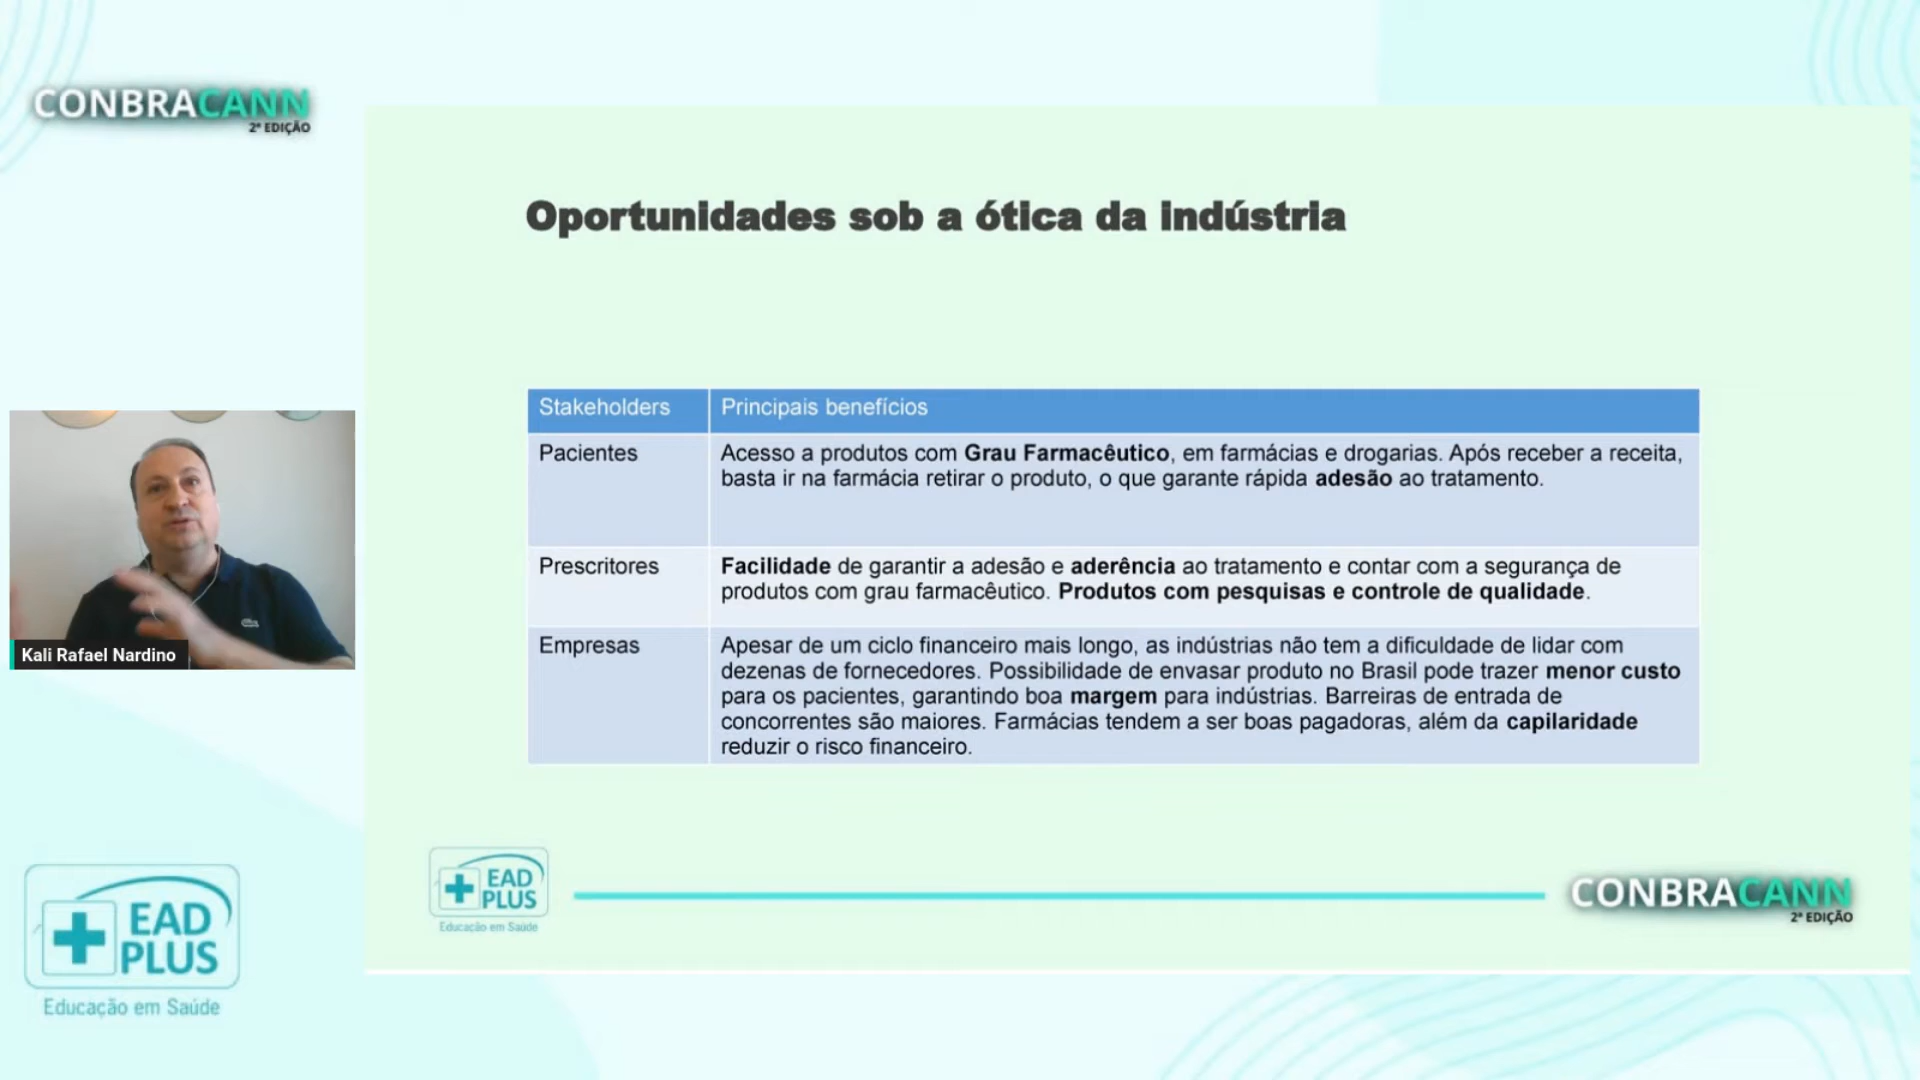 CONBRACANN
2ª EDIÇÃO
Oportunidades sob a ótica da indústria
Stakeholders
Principais benefícios
Pacientes
Acesso a produtos com Grau Farmacêutico, em farmácias e drogarias. Após receber a receita,
basta ir na farmácia retirar o produto, o que garante rápida adesão ao tratamento.
Prescritores
Facilidade de garantir a adesão e aderência ao tratamento e contar com a segurança de
produtos com grau farmacêutico. Produtos com pesquisas e controle de qualidade.
Empresas
Apesar de um ciclo financeiro mais longo, as indústrias não tem a dificuldade de lidar com
dezenas de fornecedores. Possibilidade de envasar produto no Brasil pode trazer menor custo
para os pacientes, garantindo boa margem para indústrias. Barreiras de entrada de
concorrentes são maiores. Farmácias tendem a ser boas pagadoras, além da capilaridade
reduzir o risco financeiro.
Kali Rafael Nardino
EAD
PLUS
Educação em Saúde
CONBRACANN
2ª EDIÇÃO
EAD
PLUS
Educação em Saúde